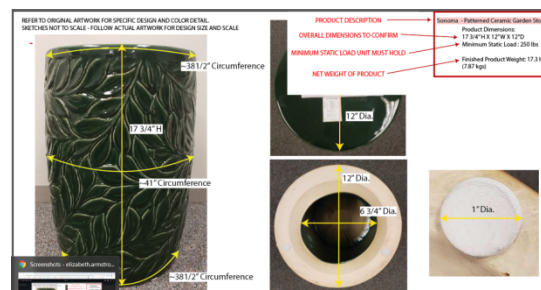 REFER TO ORIGINAL ARTWORK FOR SPECIFIC DESIGN AND COLOR DETAIL.
SKETCHES NOT TO SCALE - FOLLOW ACTUAL ARTWORK FOR DESIGN SIZE AND SCALE
~381/2" Circumference
17 3/4" H
~41" Circumference
~381/2" Circumference
Screenshots - elizabeth.armstro...
PRODUCT DESCRIPTION
OVERALL DIMENSIONS TO CONFIRM
MINIMUM STATIC LOAD UNIT MUST HOLD
NET WEIGHT OF PRODUCT
Sonoma - Patterned Ceramic Garden Sto
Product Dimensions:
17 3/4"H X 12"W X 12"D
Minimum Static Load : 250 lbs
Finished Product Weight: 17.3 l
(7.87 kgs)
12" Dia.
12" Dia.
6 3/4" Dia.
1" Dia.